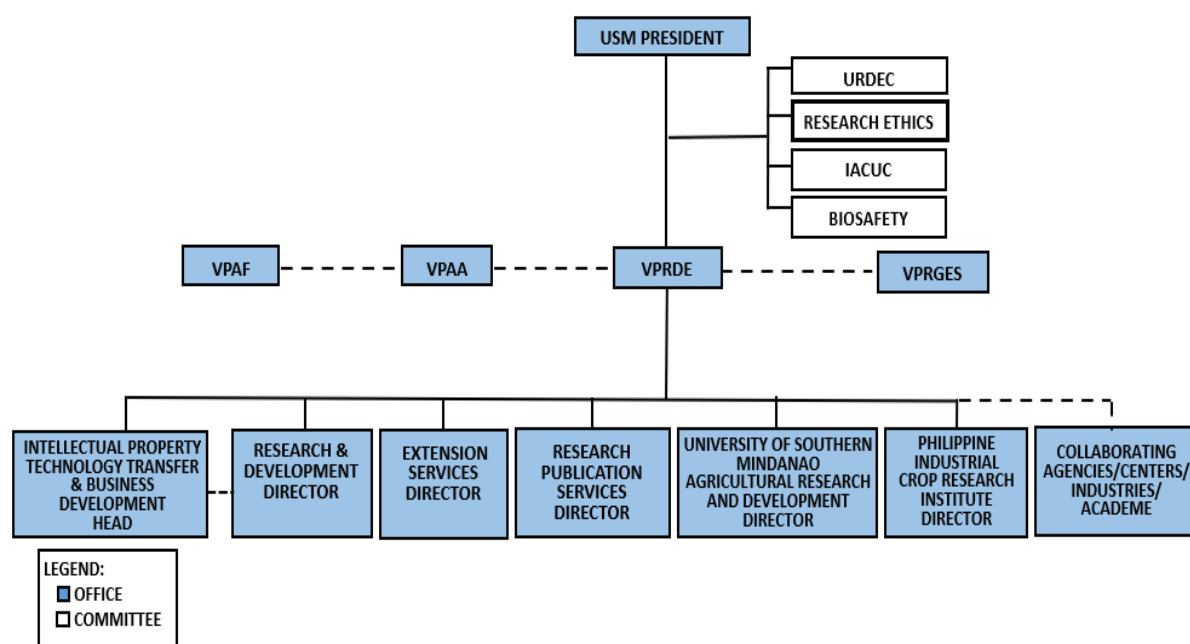 USM PRESIDENT
URDEC
RESEARCH ETHICS
IACUC
BIOSAFETY
VPAF
VPAA
VPRDE
VPRGES
INTELLECTUAL PROPERTY
TECHNOLOGY TRANSFER
& BUSINESS
DEVELOPMENT
HEAD
RESEARCH &
DEVELOPMENT
DIRECTOR
EXTENSION
SERVICES
DIRECTOR
RESEARCH
PUBLICATION
SERVICES
DIRECTOR
UNIVERSITY OF SOUTHERN
MINDANAO
AGRICULTURAL RESEARCH
AND DEVELOPMENT
DIRECTOR
PHILIPPINE
INDUSTRIAL
CROP RESEARCH
INSTITUTE
DIRECTOR
COLLABORATING
AGENCIES/CENTERS/
INDUSTRIES/
ACADEME
LEGEND:
OFFICE
COMMITTEE